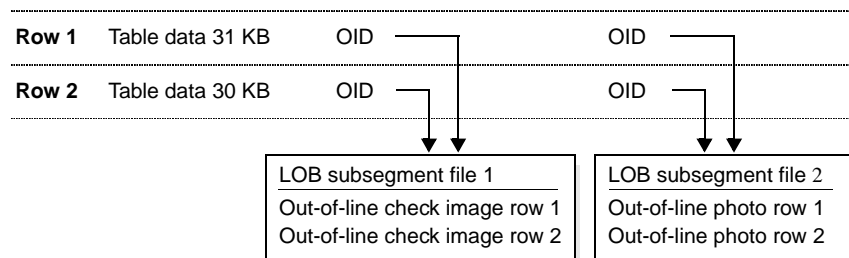 Row 1 Table data 31 KB OID OID
Row 2 Table data 30 KB OID OID
LOB subsegment file 1
Out-of-line check image row 1
Out-of-line check image row 2
LOB subsegment file 2
Out-of-line photo row 1
Out-of-line photo row 2